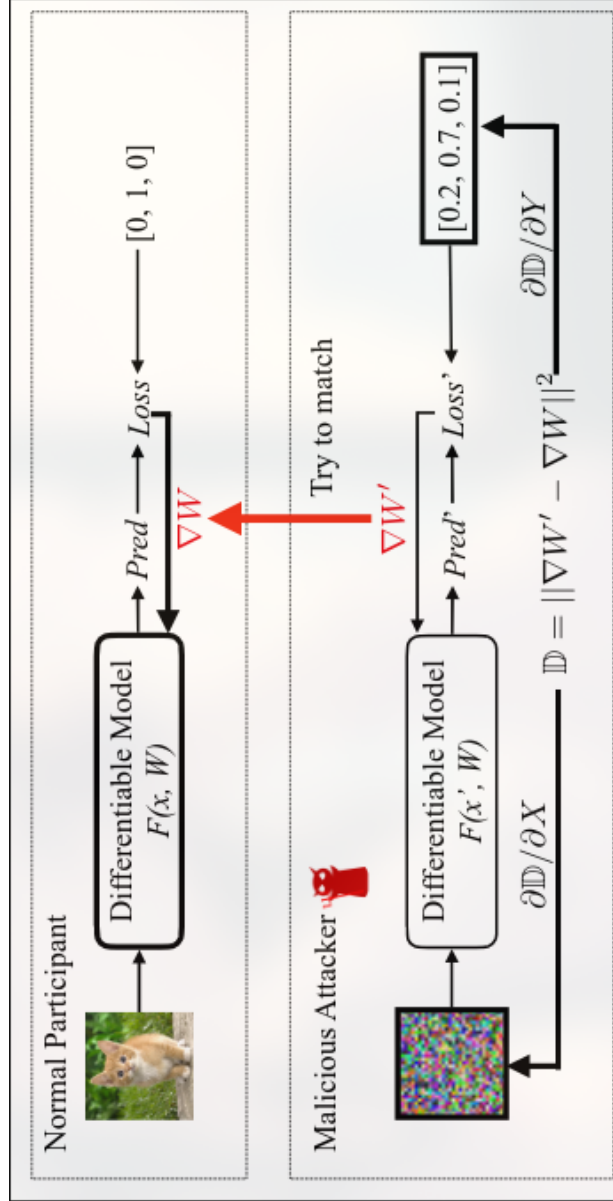 Normal Participant
Differentiable Model
F(x, W)
Pred
Loss
[0, 1, 0]
∇W
Try to match
Malicious Attacker
∇W′
Differentiable Model
F(x', W)
Pred'
Loss'
[0.2, 0.7, 0.1]
∂𝔻/∂X
𝔻 = ||∇W′ − ∇W||²
∂𝔻/∂Y